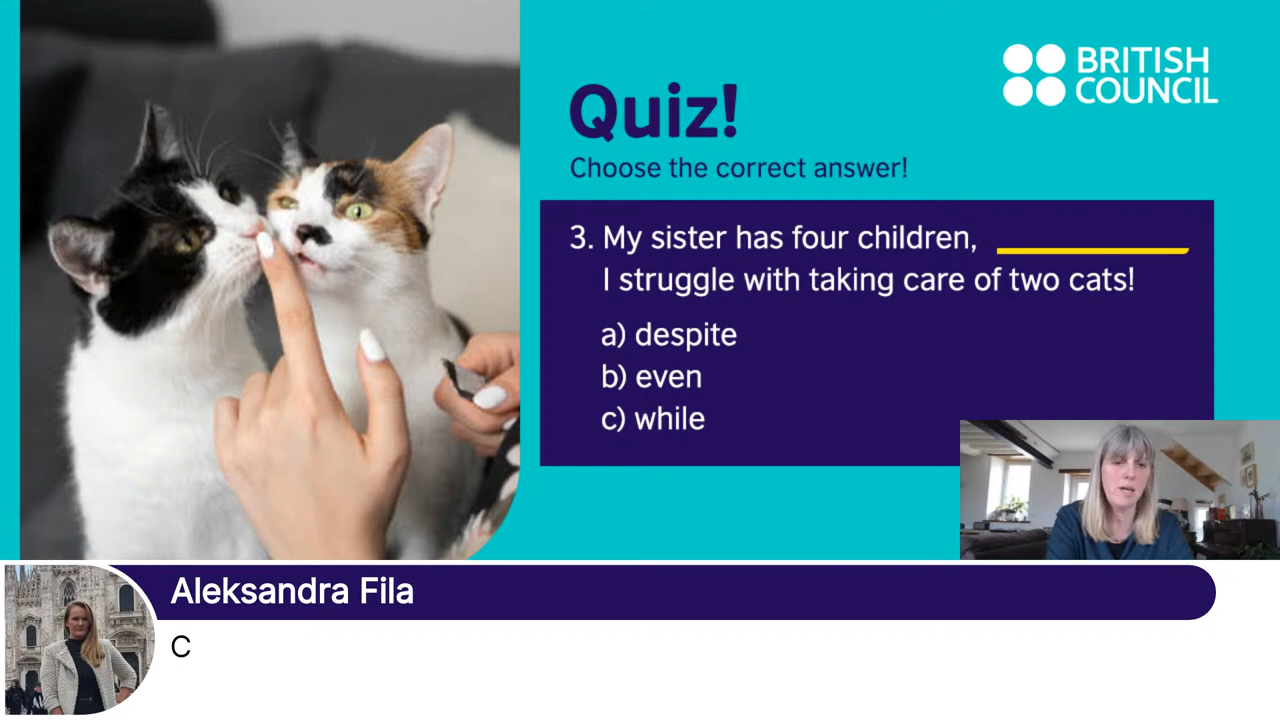 BRITISH
COUNCIL
Quiz!
Choose the correct answer!
3. My sister has four children, 
I struggle with taking care of two cats!
a) despite
b) even
c) while
Aleksandra Fila
C